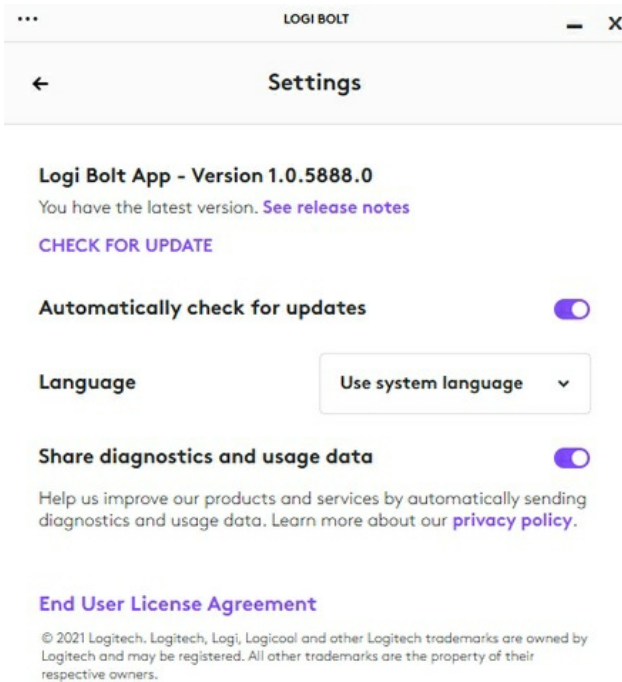 LOGI BOLT
Settings
Logi Bolt App - Version 1.0.5888.0
You have the latest version. See release notes
CHECK FOR UPDATE
Automatically check for updates
Language
Use system language
Share diagnostics and usage data
Help us improve our products and services by automatically sending
diagnostics and usage data. Learn more about our privacy policy.
End User License Agreement
© 2021 Logitech. Logitech, Logi, Logicool and other Logitech trademarks are owned by
Logitech and may be registered. All other trademarks are the property of their
respective owners.